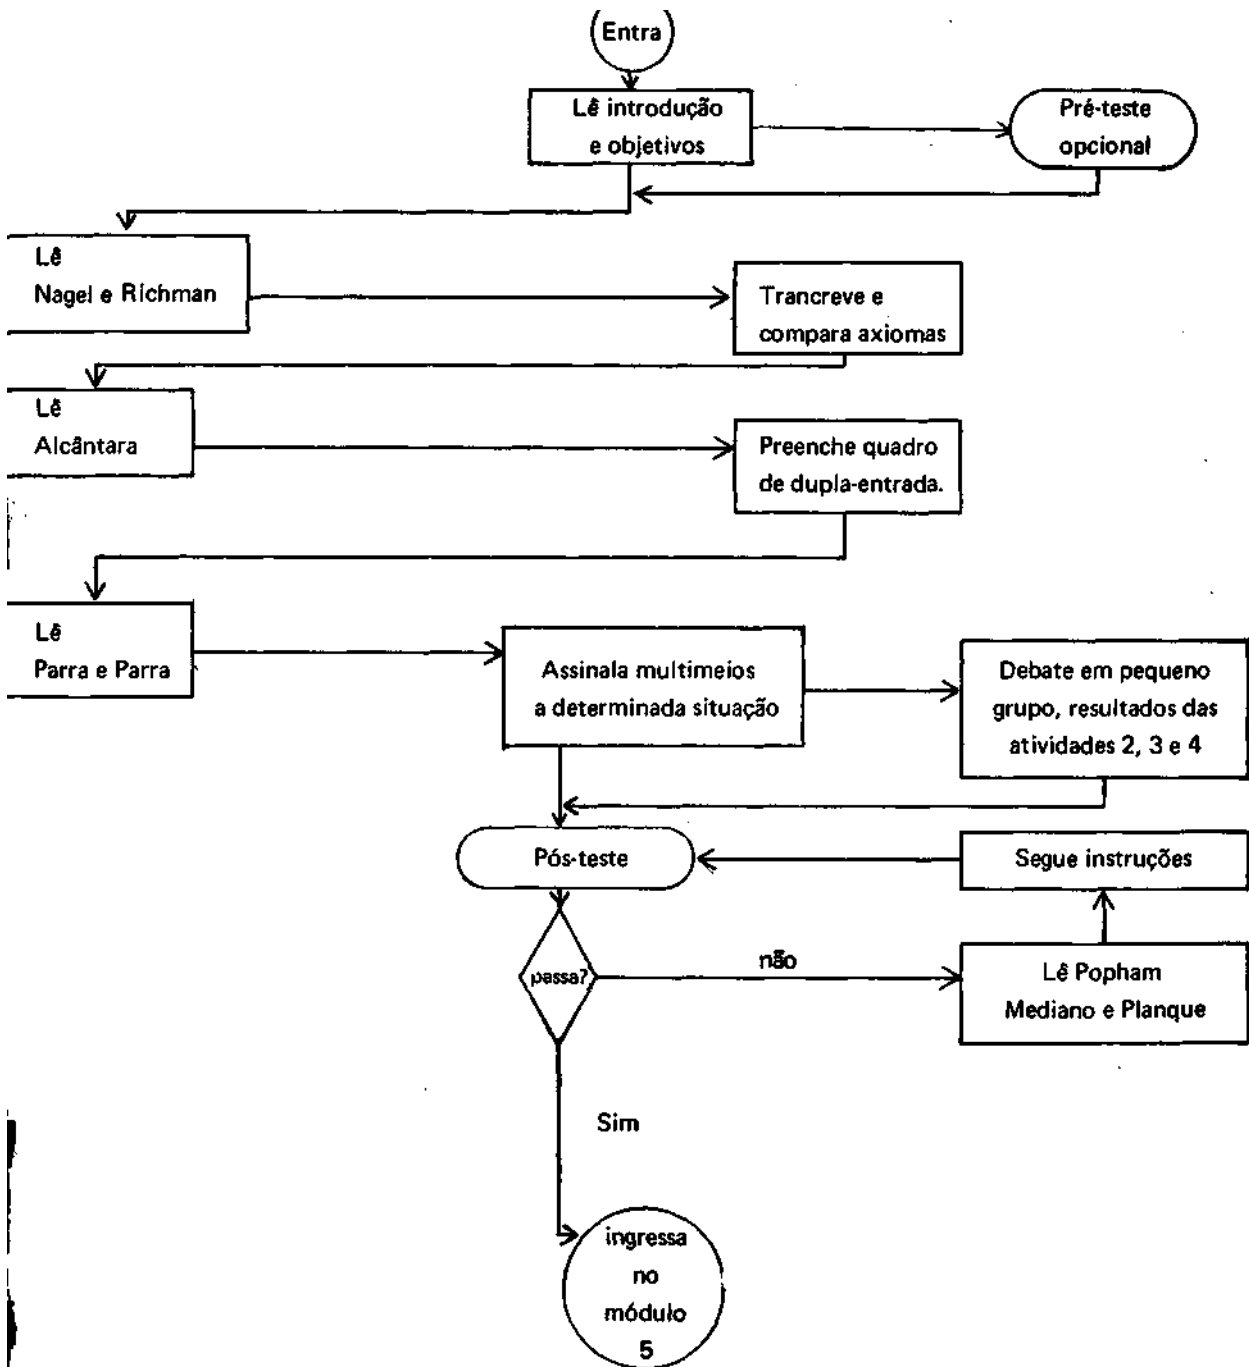 Entra
Lê introdução
e objetivos
Pré-teste
opcional
Lê
Nagel e Richman
Trancreve e
compara axiomas
Lê
Alcântara
Preenche quadro
de dupla-entrada.
Lê
Parra e Parra
Assinala multimeios
a determinada situação
Debate em pequeno
grupo, resultados das
atividades 2, 3 e 4
Pós-teste
Segue instruções
passa?
não
Lê Popham
Mediano e Planque
Sim
ingressa
no
módulo
5